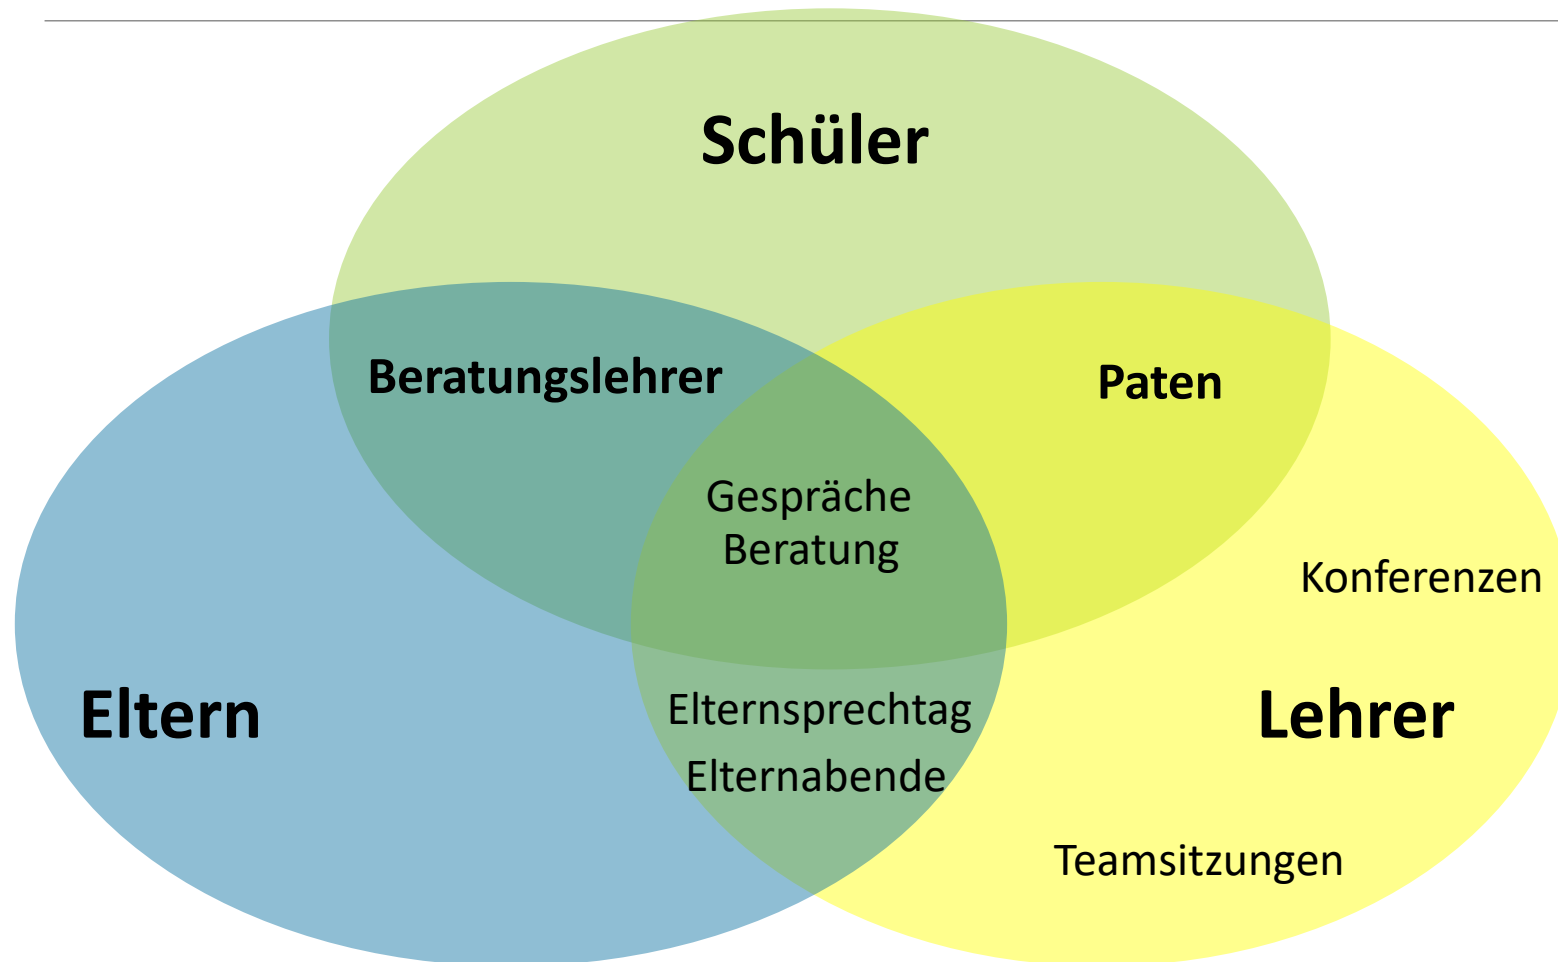 Schüler
Beratungslehrer
Paten
Gespräche
Beratung
Konferenzen
Eltern
Elternsprechtag
Lehrer
Elternabende
Teamsitzungen